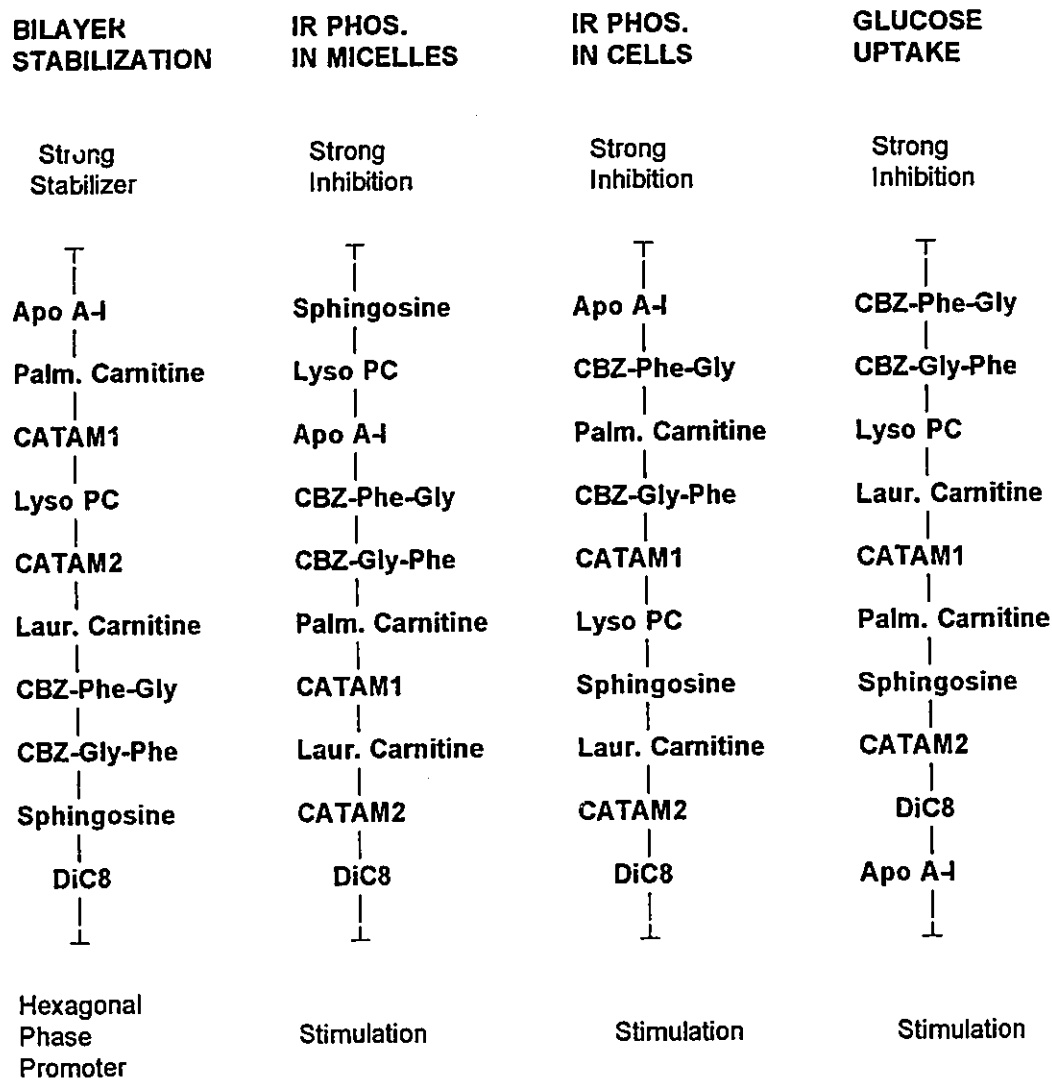 BILAYER STABILIZATION
IR PHOS. IN MICELLES
IR PHOS. IN CELLS
GLUCOSE UPTAKE
Strong Stabilizer
Strong Inhibition
Strong Inhibition
Strong Inhibition
Apo A-I
Sphingosine
Apo A-I
CBZ-Phe-Gly
Palm. Carnitine
Lyso PC
CBZ-Phe-Gly
CBZ-Gly-Phe
CATAM1
Apo A-I
Palm. Carnitine
Lyso PC
Lyso PC
CBZ-Phe-Gly
CBZ-Gly-Phe
Laur. Carnitine
CATAM2
CBZ-Gly-Phe
CATAM1
CATAM1
Laur. Carnitine
Palm. Carnitine
Lyso PC
Palm. Carnitine
CBZ-Phe-Gly
CATAM1
Sphingosine
Sphingosine
CBZ-Gly-Phe
Laur. Carnitine
Laur. Carnitine
CATAM2
Sphingosine
CATAM2
CATAM2
DiC8
DiC8
DiC8
DiC8
Apo A-I
Hexagonal Phase Promoter
Stimulation
Stimulation
Stimulation